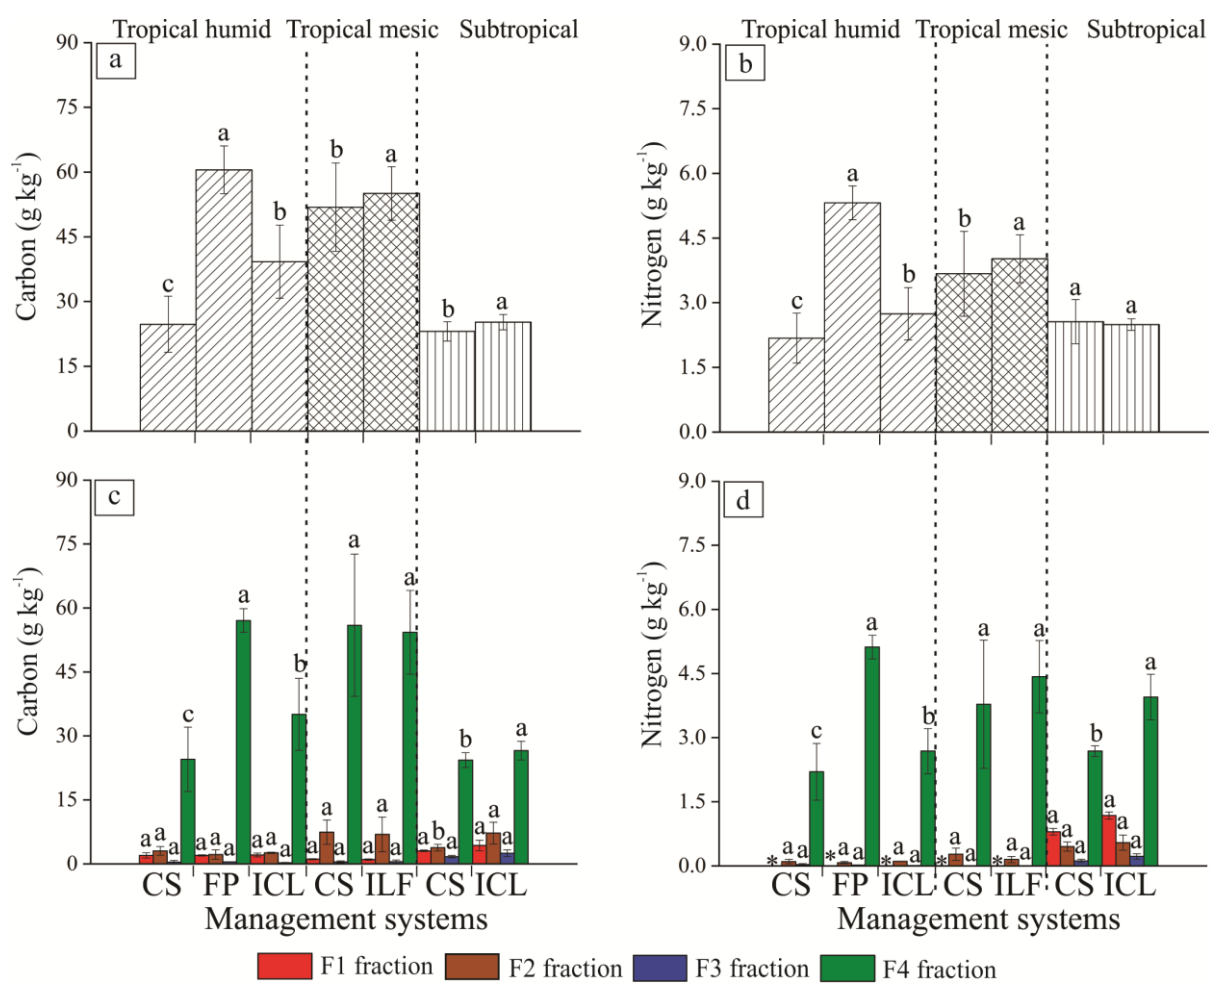 Tropical humid Tropical mesic Subtropical
a
90
75
60
45
30
15
0
Carbon (g kg-1)
c a b b a b a
Tropical humid Tropical mesic Subtropical
b
9.0
7.5
6.0
4.5
3.0
1.5
0.0
Nitrogen (g kg-1)
c a b b a a a
c
90
75
60
45
30
15
0
Carbon (g kg-1)
a a a c a a a a a a a b a a a a a a a a a b a b a a a a
CS FP ICL CS ILF CS ICL
Management systems
d
9.0
7.5
6.0
4.5
3.0
1.5
0.0
Nitrogen (g kg-1)
* a a c * a a a * a a b * a a a * a a a a a a b a a a a
CS FP ICL CS ILF CS ICL
Management systems
F1 fraction F2 fraction F3 fraction F4 fraction